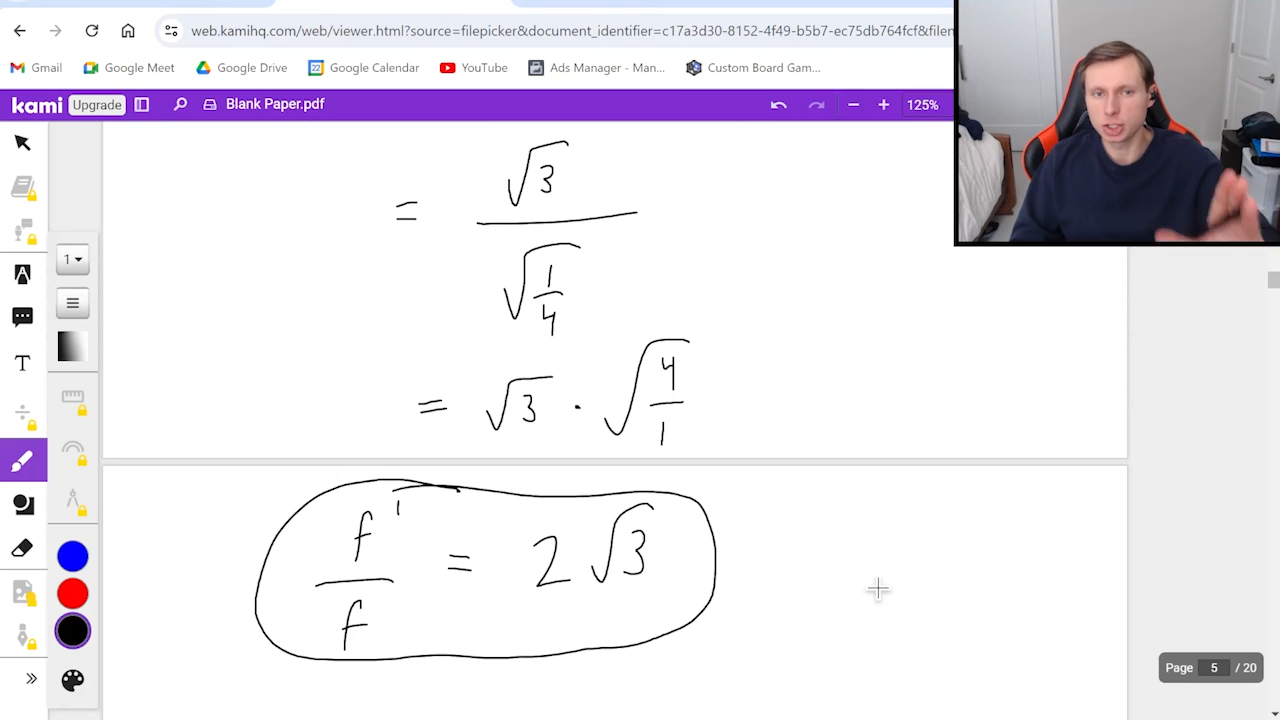 web.kamihq.com/web/viewer.html?source=filepicker&document_identifier=c17a3d30-8152-4f49-b5b7-ec75db764fcf&filen
Gmail Google Meet Google Drive 22 Google Calendar YouTube Ads Manager - Man... Custom Board Gam...
kami Upgrade Blank Paper.pdf 125%
= √3 / √(1/4)
1
A
T
= √3 · √(4/1)
f'/f = 2√3
Page 5 / 20